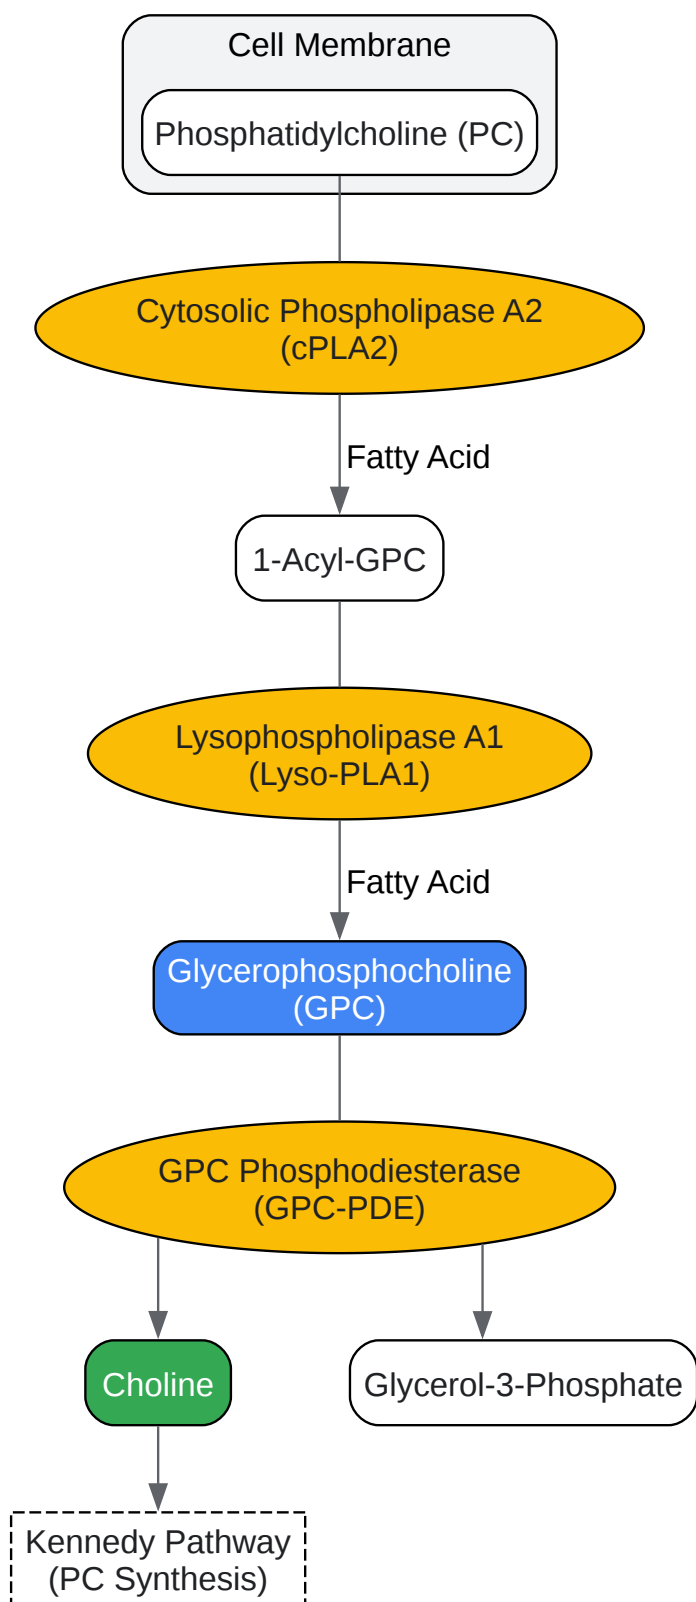 Cell Membrane
Phosphatidylcholine (PC)
Cytosolic Phospholipase A2
(cPLA2)
Fatty Acid
1-Acyl-GPC
Lysophospholipase A1
(Lyso-PLA1)
Fatty Acid
Glycerophosphocholine
(GPC)
GPC Phosphodiesterase
(GPC-PDE)
Choline
Glycerol-3-Phosphate
Kennedy Pathway
(PC Synthesis)